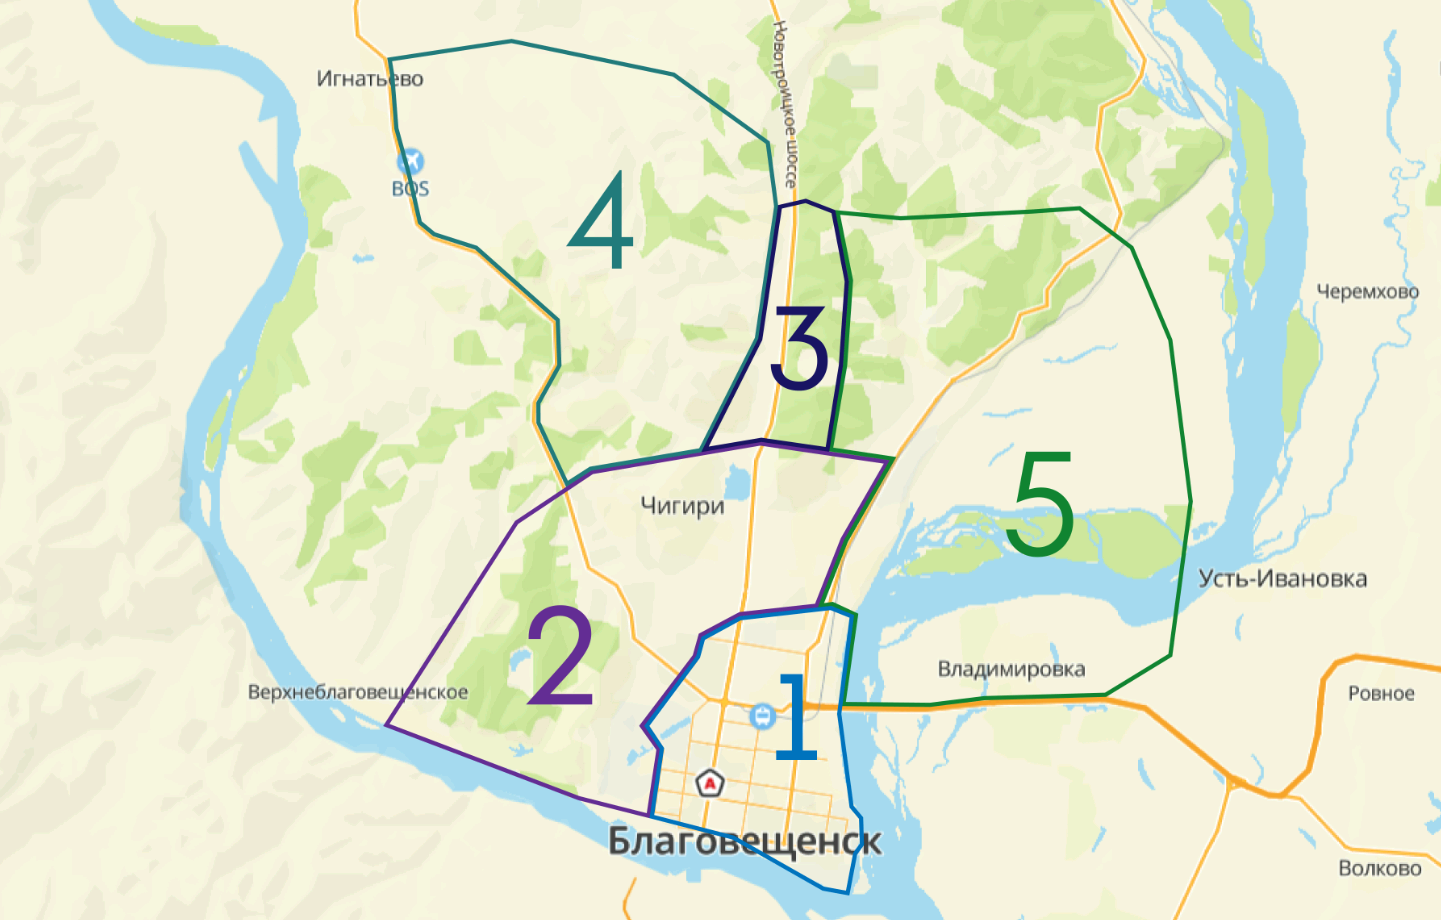 Новотроицкое шоссе
Игнатьево
BQS
4
Черемхово
3
5
Чигири
Усть-Ивановка
2
Владимировка
Верхнеблаговещенское
Ровное
1
A
Благовещенск
Волково